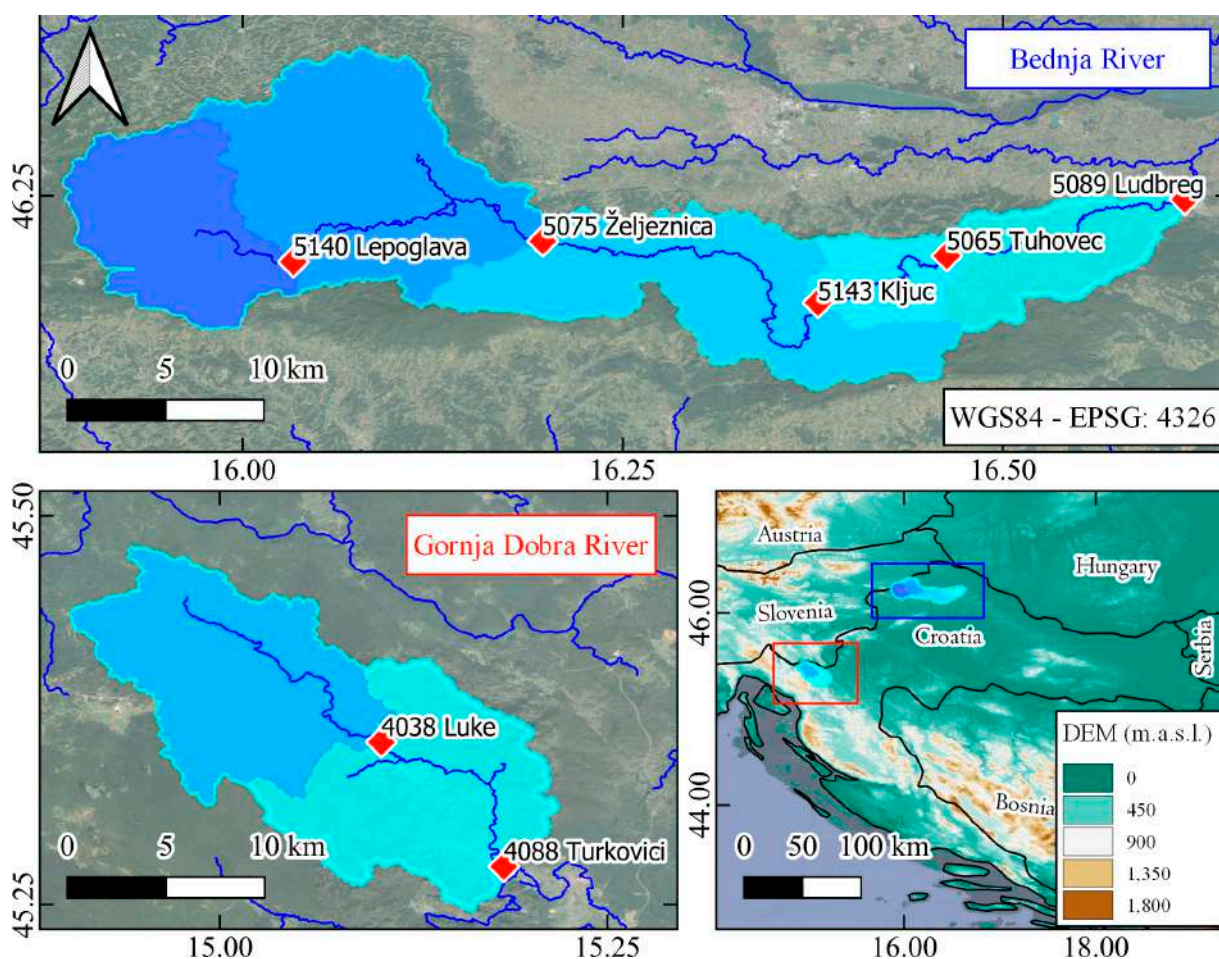 Bednja River
46.25
5089 Ludbreg
5075 Željeznica
5065 Tuhovec
5140 Lepoglava
5143 Kljuc
0 5 10 km
WGS84 - EPSG: 4326
16.00 16.25 16.50
45.50
Gornja Dobra River
4038 Luke
0 5 10 km
4088 Turkovici
45.25
15.00 15.25
Austria
Hungary
Slovenia
46.00
Croatia
Serbia
DEM (m.a.s.l.)
0
450
900
1,350
1,800
Bosnia
44.00
0 50 100 km
16.00 18.00